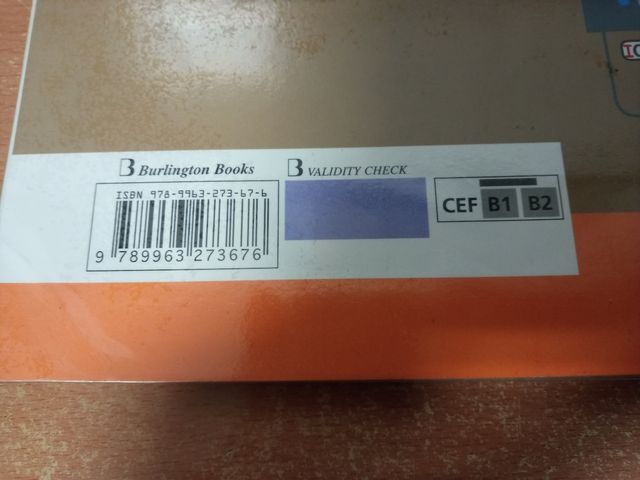 B Burlington Books
ISBN 978-9963-273-67-6
9 789963 273676
B VALIDITY CHECK
CEF B1 B2